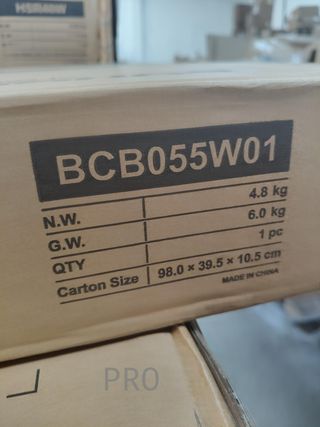 HSR60W
BCB055W01
N.W. 4.8 kg
G.W. 6.0 kg
QTY 1 pc
Carton Size 98.0 × 39.5 × 10.5 cm
MADE IN CHINA
PRO